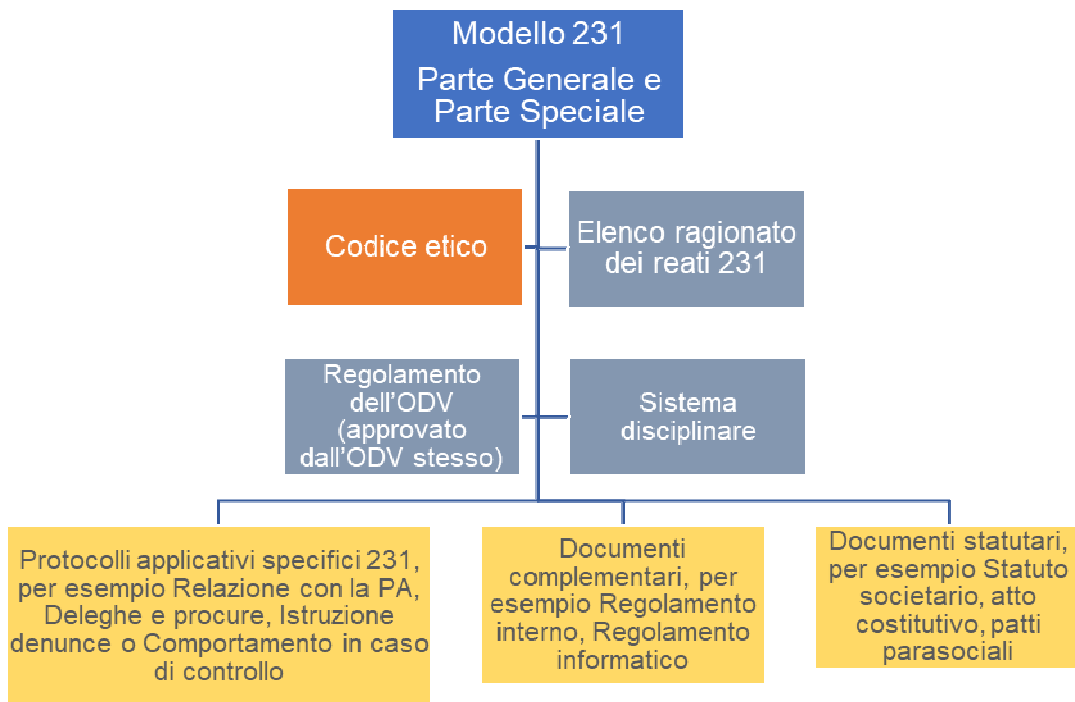 Modello 231
Parte Generale e
Parte Speciale
Codice etico
Elenco ragionato
dei reati 231
Regolamento
dell’ODV
(approvato
dall’ODV stesso)
Sistema
disciplinare
Protocolli applicativi specifici 231,
per esempio Relazione con la PA,
Deleghe e procure, Istruzione
denunce o Comportamento in caso
di controllo
Documenti
complementari, per
esempio Regolamento
interno, Regolamento
informatico
Documenti statutari,
per esempio Statuto
societario, atto
costitutivo, patti
parasociali